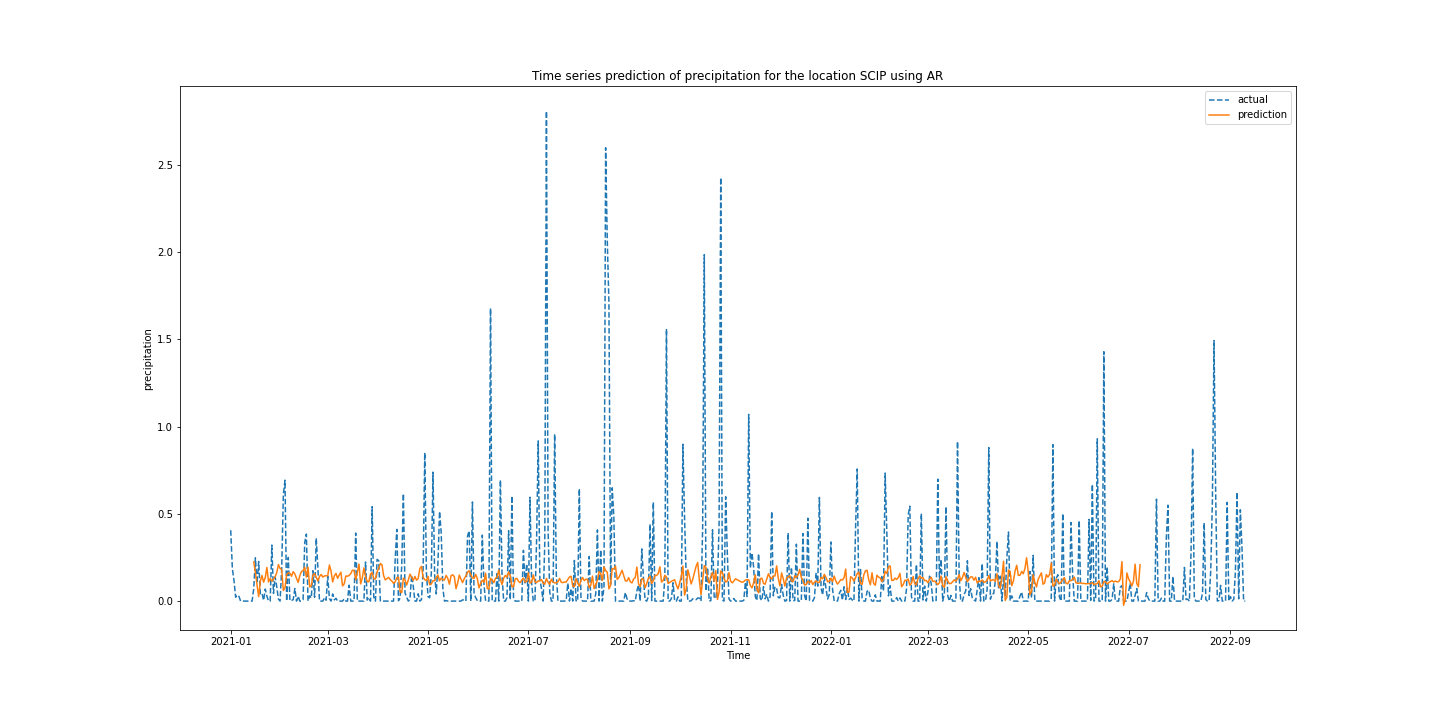 Time series prediction of precipitation for the location SCIP using AR
actual
prediction
2.5
2.0
1.5
1.0
0.5
0.0
precipitation
2021-01 2021-03 2021-05 2021-07 2021-09 2021-11 2022-01 2022-03 2022-05 2022-07 2022-09
Time